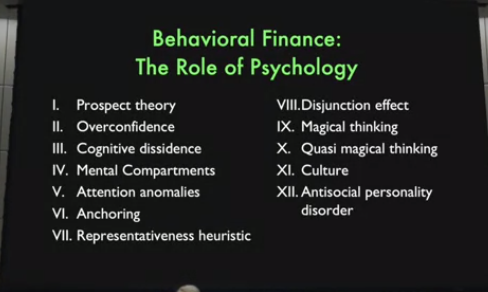 Behavioral Finance:
The Role of Psychology
I. Prospect theory
II. Overconfidence
III. Cognitive dissidence
IV. Mental Compartments
V. Attention anomalies
VI. Anchoring
VII. Representativeness heuristic
VIII. Disjunction effect
IX. Magical thinking
X. Quasi magical thinking
XI. Culture
XII. Antisocial personality
disorder